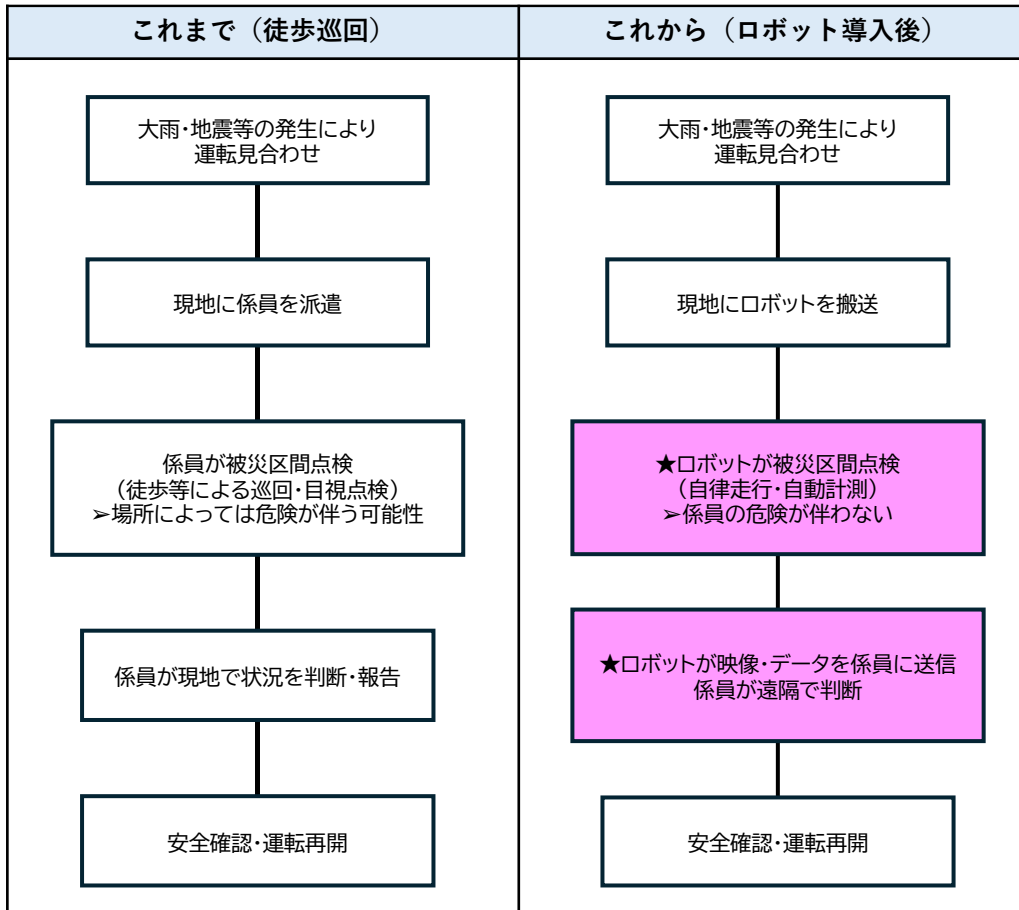 これまで（徒歩巡回）
大雨・地震等の発生により
運転見合わせ
現地に係員を派遣
係員が被災区間点検
（徒歩等による巡回・目視点検）
➢場所によっては危険が伴う可能性
係員が現地で状況を判断・報告
安全確認・運転再開
これから（ロボット導入後）
大雨・地震等の発生により
運転見合わせ
現地にロボットを搬送
★ロボットが被災区間点検
（自律走行・自動計測）
➢係員の危険が伴わない
★ロボットが映像・データを係員に送信
係員が遠隔で判断
安全確認・運転再開